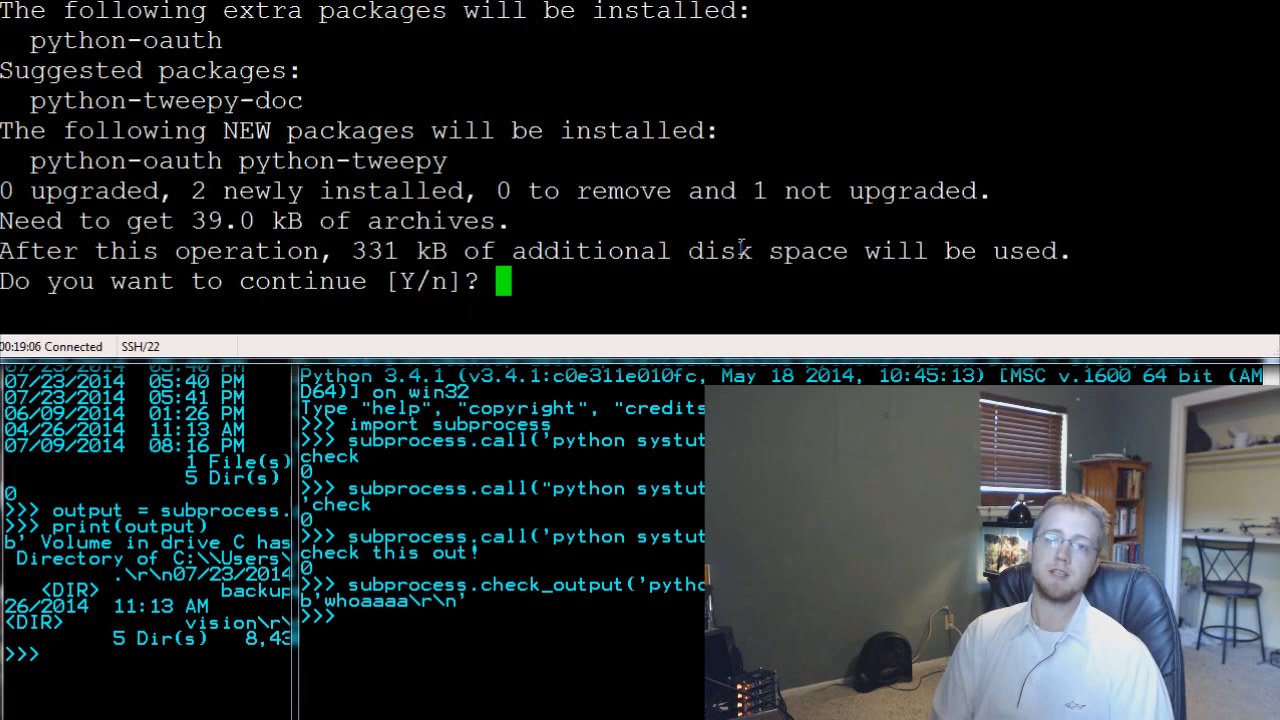 The following extra packages will be installed:
python-oauth
Suggested packages:
python-tweepy-doc
The following NEW packages will be installed:
python-oauth python-tweepy
0 upgraded, 2 newly installed, 0 to remove and 1 not upgraded.
Need to get 39.0 kB of archives.
After this operation, 331 kB of additional disk space will be used.
Do you want to continue [Y/n]?
00:19:06 Connected SSH/22
07/23/2014 05:40 PM
07/23/2014 05:41 PM
06/09/2014 01:26 PM
04/26/2014 11:13 AM
07/09/2014 08:16 PM
1 File(s)
5 Dir(s)
0
>>> output = subprocess.
>>> print(output)
b' Volume in drive C has
Directory of C:\\Users\
.\r\n07/23/2014
<DIR> backup
26/2014 11:13 AM
<DIR> vision\r\
5 Dir(s) 8,43
>>>
Python 3.4.1 (v3.4.1:c0e311e010fc, May 18 2014, 10:45:13) [MSC v.1600 64 bit (AM
D64)] on win32
Type "help", "copyright", "credits
>>> import subprocess
>>> subprocess.call('python systut
check
0
>>> subprocess.call("python systut
'check
0
>>> subprocess.call('python systut
check this out!
0
>>> subprocess.check_output('pytho
b'whoaaaa\r\n'
>>>